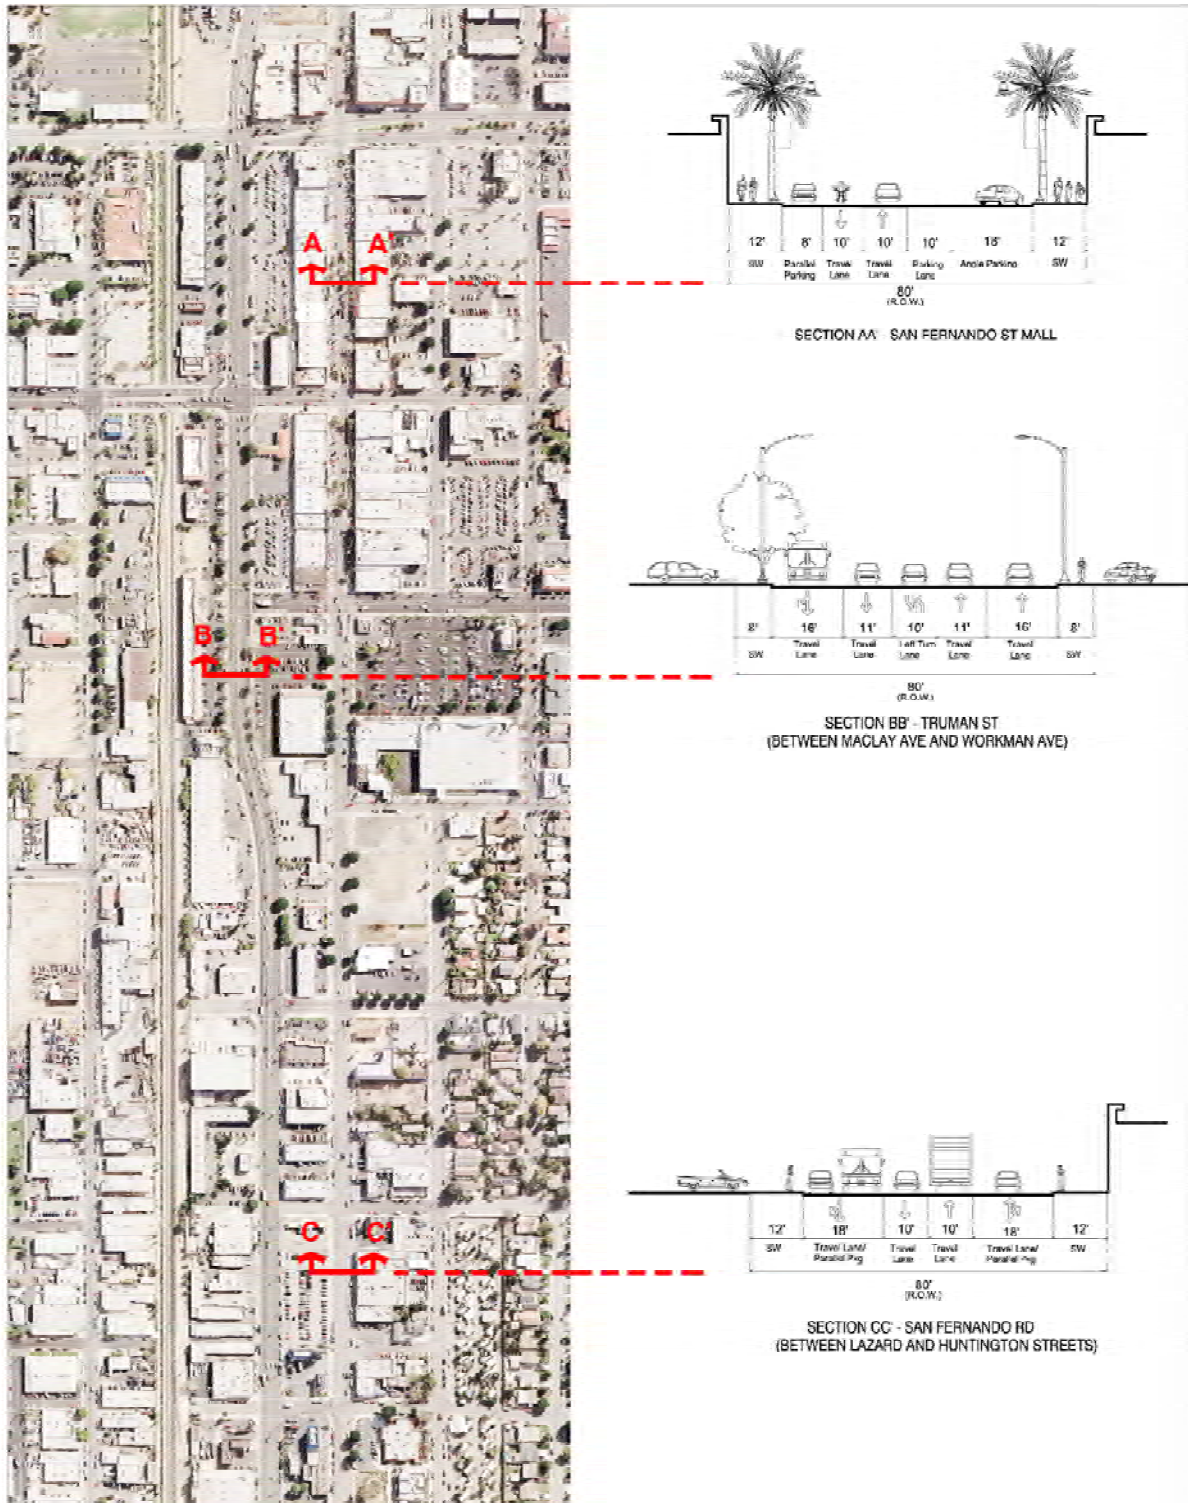 A A'
12' 8' 10' 10' 10' 18' 12'
SW Parallel Travel Travel Parking Angle Parking SW
Parking Lane Lane Lane
80'
(R.O.W.)
SECTION AA' - SAN FERNANDO ST MALL
B B'
8' 16' 11' 10' 11' 16' 8'
SW Travel Travel Left Turn Travel Travel SW
Lane Lane Lane Lane Lane
80'
(R.O.W.)
SECTION BB' - TRUMAN ST
(BETWEEN MACLAY AVE AND WORKMAN AVE)
C C'
12' 18' 10' 10' 18' 12'
SW Travel Lane/ Travel Travel Travel Lane/ SW
Parallel Pkg Lane Lane Parallel Pkg
80'
(R.O.W.)
SECTION CC' - SAN FERNANDO RD
(BETWEEN LAZARD AND HUNTINGTON STREETS)